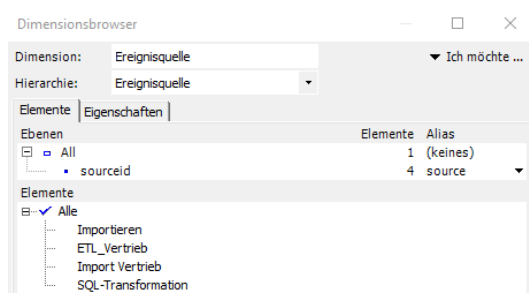 Dimensionsbrowser
Dimension: Ereignisquelle Ich möchte ...
Hierarchie: Ereignisquelle
Elemente Eigenschaften
Ebenen Elemente Alias
All 1 (keines)
sourceid 4 source
Elemente
Alle
Importieren
ETL_Vertrieb
Import Vertrieb
SQL-Transformation